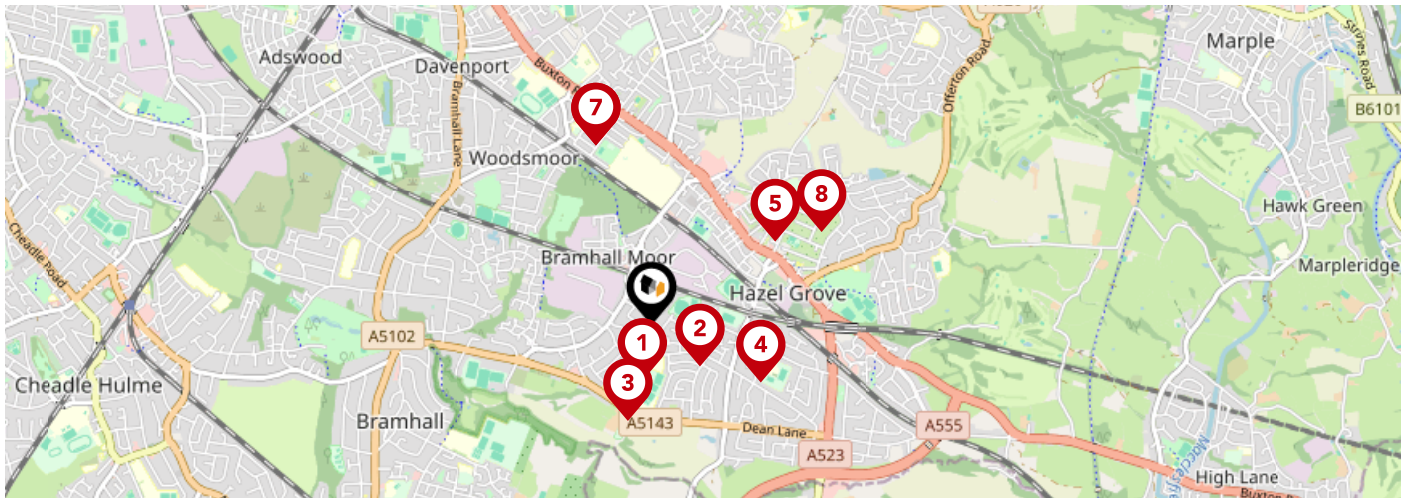 Marple
Strines Road
Adswood
Davenport
Buxton R
Offerton Road
B6101
7
Bramhall Lane
Woodsmoor
5
8
Hawk Green
Cheadle Road
Bramhall Moor
Marpleridge
Hazel Grove
1
2
4
A5102
3
Cheadle Hulme
Bramhall
A5143
Dean Lane
A555
A523
High Lane